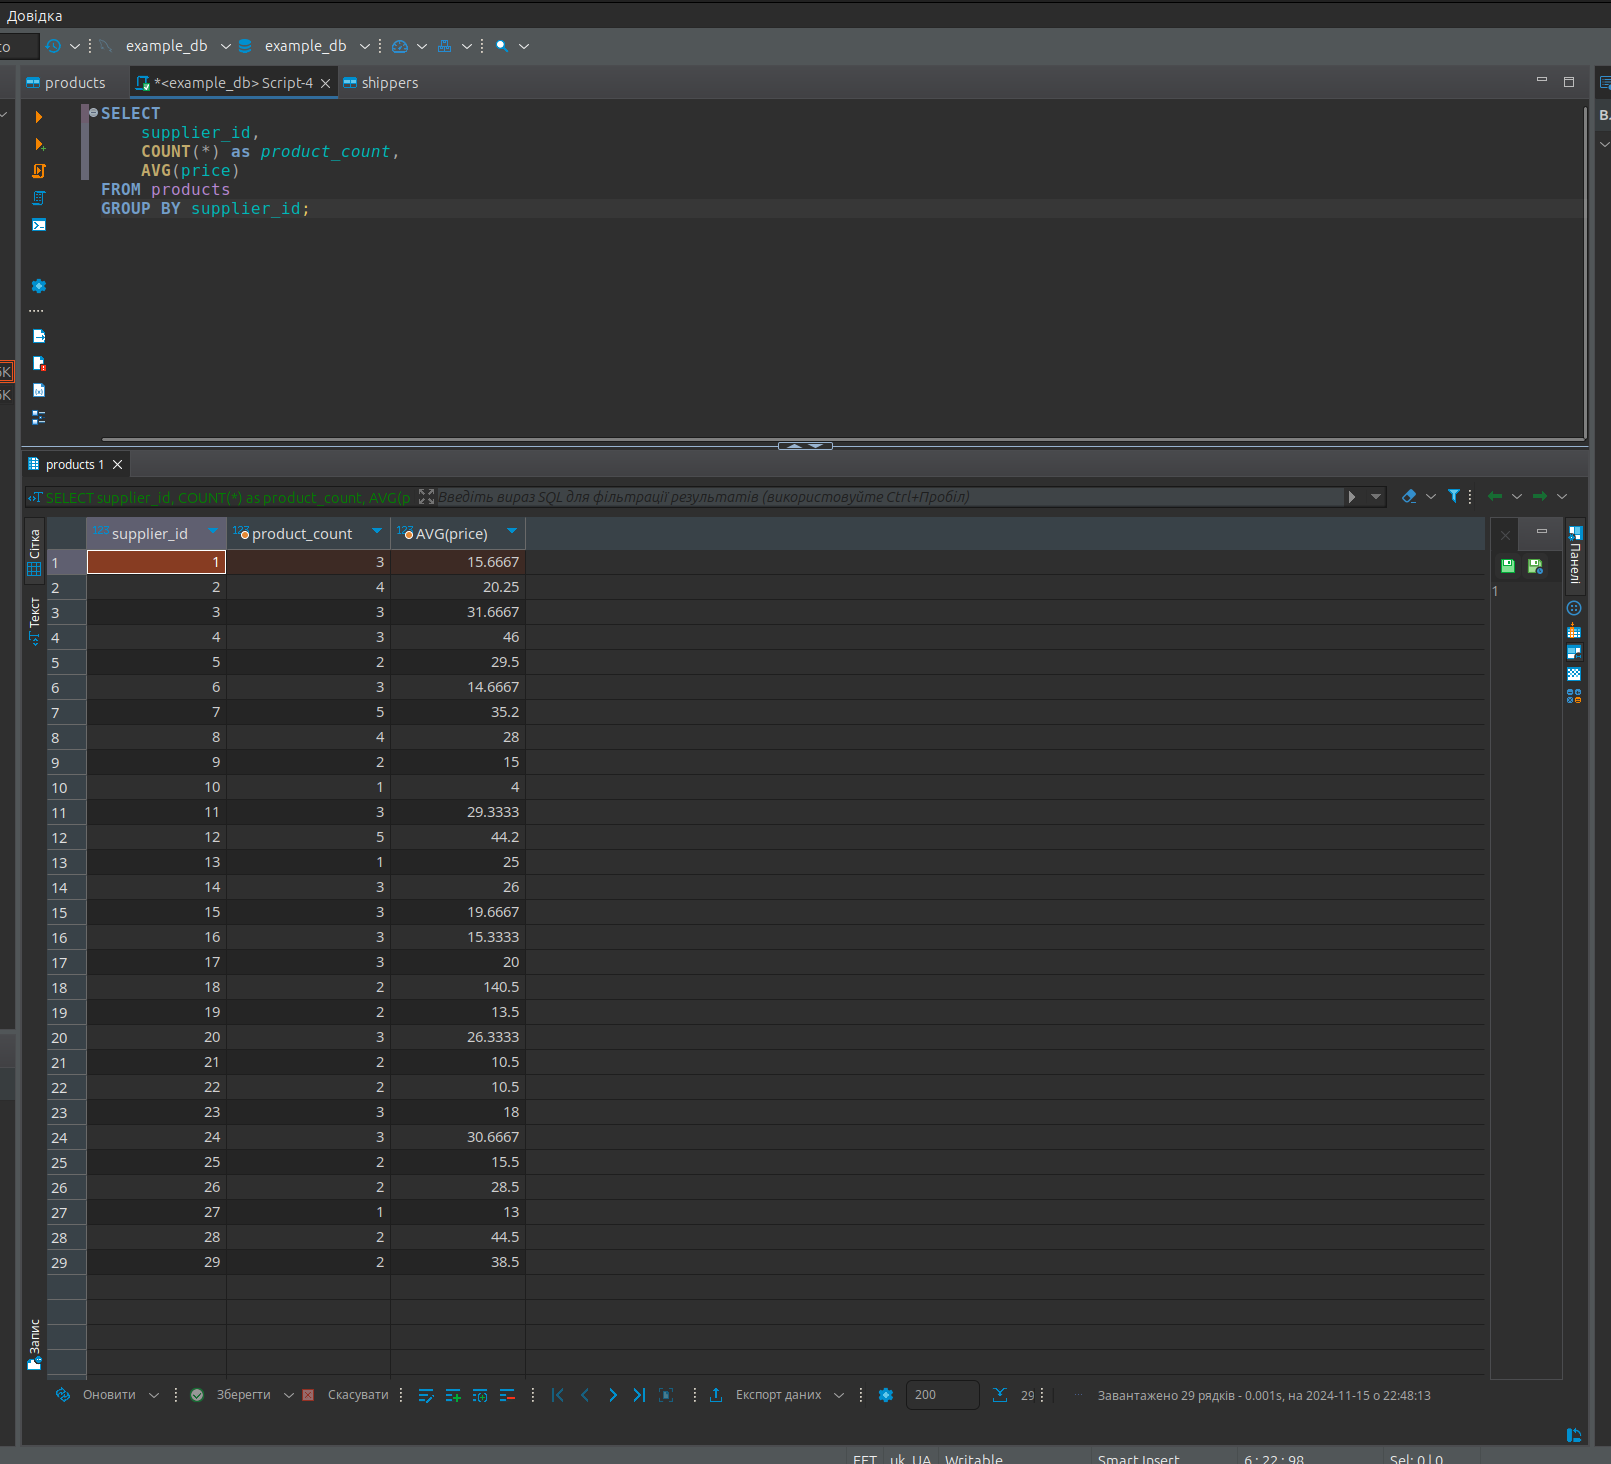 Довідка
example_db example_db
products *<example_db> Script-4 shippers
SELECT
supplier_id,
COUNT(*) as product_count,
AVG(price)
FROM products
GROUP BY supplier_id;
products 1
SELECT supplier_id, COUNT(*) as product_count, AVG(p Введіть вираз SQL для фільтрації результатів (використовуйте Ctrl+Пробіл)
Сітка
Текст
Запис
Панелі
123 supplier_id 123 product_count 123 AVG(price)
1 1 3 15.6667
2 2 4 20.25
3 3 3 31.6667
4 4 3 46
5 5 2 29.5
6 6 3 14.6667
7 7 5 35.2
8 8 4 28
9 9 2 15
10 10 1 4
11 11 3 29.3333
12 12 5 44.2
13 13 1 25
14 14 3 26
15 15 3 19.6667
16 16 3 15.3333
17 17 3 20
18 18 2 140.5
19 19 2 13.5
20 20 3 26.3333
21 21 2 10.5
22 22 2 10.5
23 23 3 18
24 24 3 30.6667
25 25 2 15.5
26 26 2 28.5
27 27 1 13
28 28 2 44.5
29 29 2 38.5
1
Оновити Зберегти Скасувати Експорт даних 200 29 Завантажено 29 рядків - 0.001s, на 2024-11-15 о 22:48:13
EET uk_UA Writable Smart Insert 6 : 22 : 98 Sel: 0 | 0